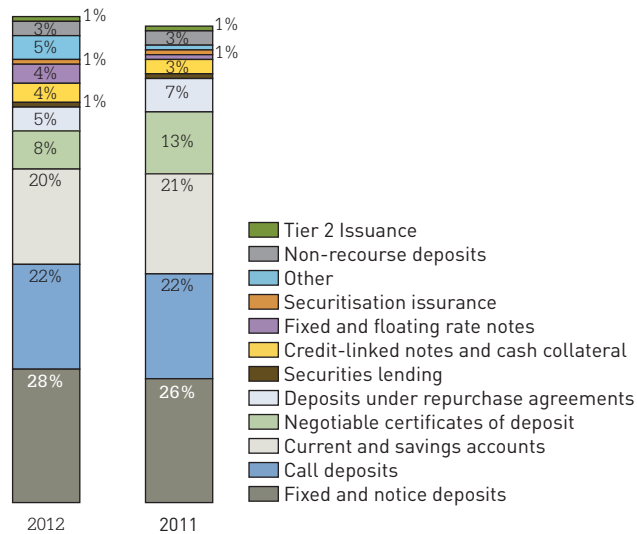 1%
3%
5%
1%
4%
4%
1%
5%
8%
20%
22%
28%
2012
1%
3%
1%
3%
7%
13%
21%
22%
26%
2011
Tier 2 Issuance
Non-recourse deposits
Other
Securitisation issurance
Fixed and floating rate notes
Credit-linked notes and cash collateral
Securities lending
Deposits under repurchase agreements
Negotiable certificates of deposit
Current and savings accounts
Call deposits
Fixed and notice deposits